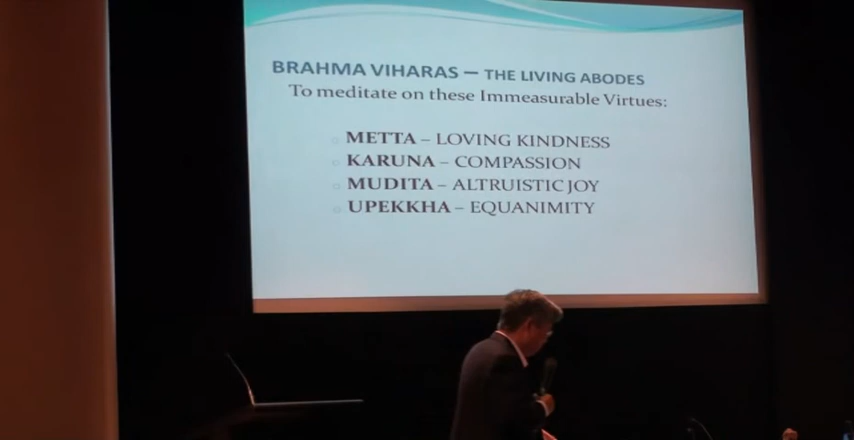 BRAHMA VIHARAS – THE LIVING ABODES
To meditate on these Immeasurable Virtues:
METTA – LOVING KINDNESS
KARUNA – COMPASSION
MUDITA – ALTRUISTIC JOY
UPEKKHA – EQUANIMITY